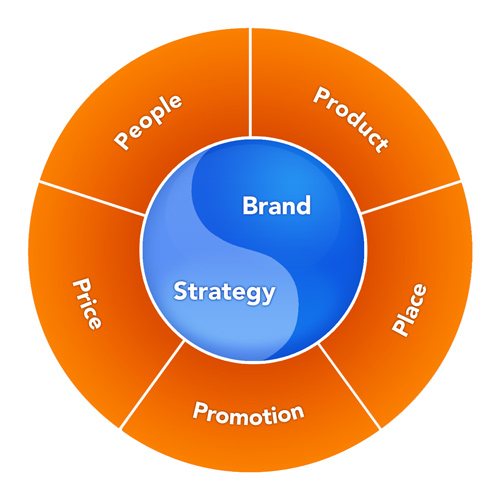 People
Product
Brand
Strategy
Price
Place
Promotion